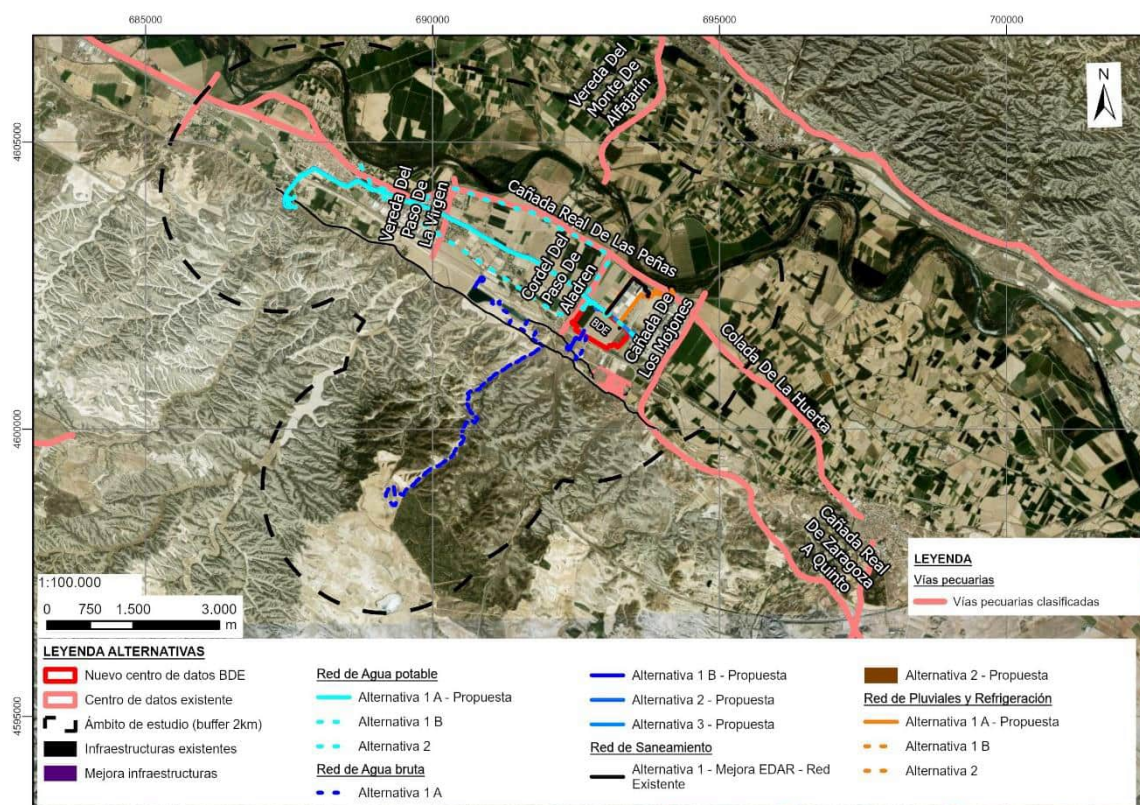 685000
690000
695000
700000
4605000
4600000
4595000
N
Vereda Del
Monte De
Alfajarín
Vereda Del
Paso De
La Virgen
Cañada Real De Las Peñas
Cordel Del
Paso De
Aladren
BDE
Cañada De
Los Mojones
Colada De La Huerta
Cañada Real
De Zaragoza
A Quinto
LEYENDA
Vías pecuarias
Vías pecuarias clasificadas
1:100.000
0 750 1.500 3.000
m
LEYENDA ALTERNATIVAS
Nuevo centro de datos BDE
Centro de datos existente
Ámbito de estudio (buffer 2km)
Infraestructuras existentes
Mejora infraestructuras
Red de Agua potable
Alternativa 1 A - Propuesta
Alternativa 1 B
Alternativa 2
Red de Agua bruta
Alternativa 1 A
Alternativa 1 B - Propuesta
Alternativa 2 - Propuesta
Alternativa 3 - Propuesta
Red de Saneamiento
Alternativa 1 - Mejora EDAR - Red
Existente
Alternativa 2 - Propuesta
Red de Pluviales y Refrigeración
Alternativa 1 A - Propuesta
Alternativa 1 B
Alternativa 2